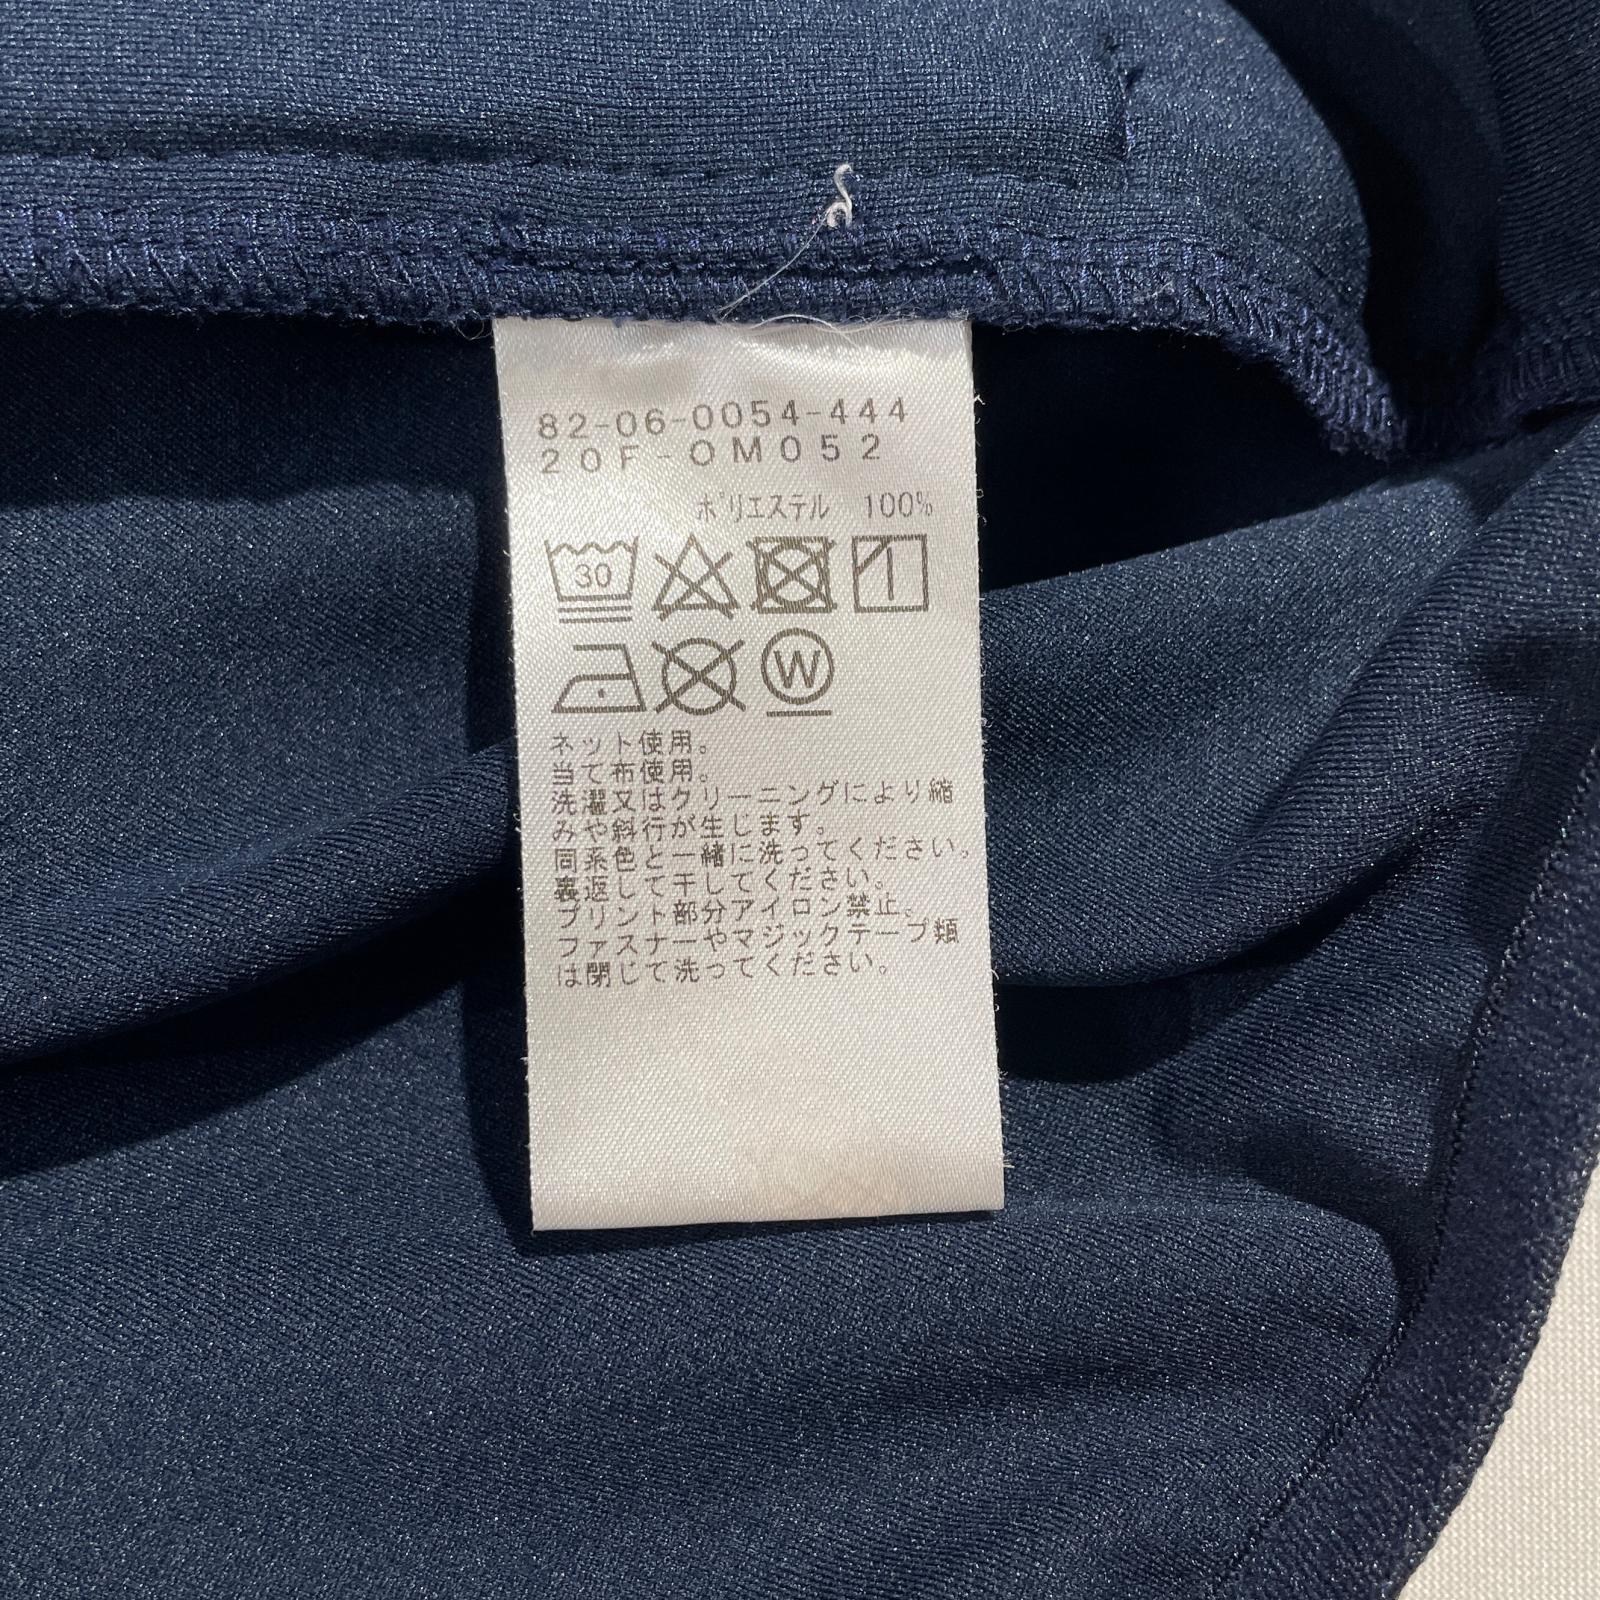 82-06-0054-444
20F-OM052
ポリエステル 100%
30
W
ネット使用。
当て布使用。
洗濯又はクリーニングにより縮
みや斜行が生じます。
同系色と一緒に洗ってください。
裏返して干してください。
プリント部分アイロン禁止。
ファスナーやマジックテープ類
は閉じて洗ってください。